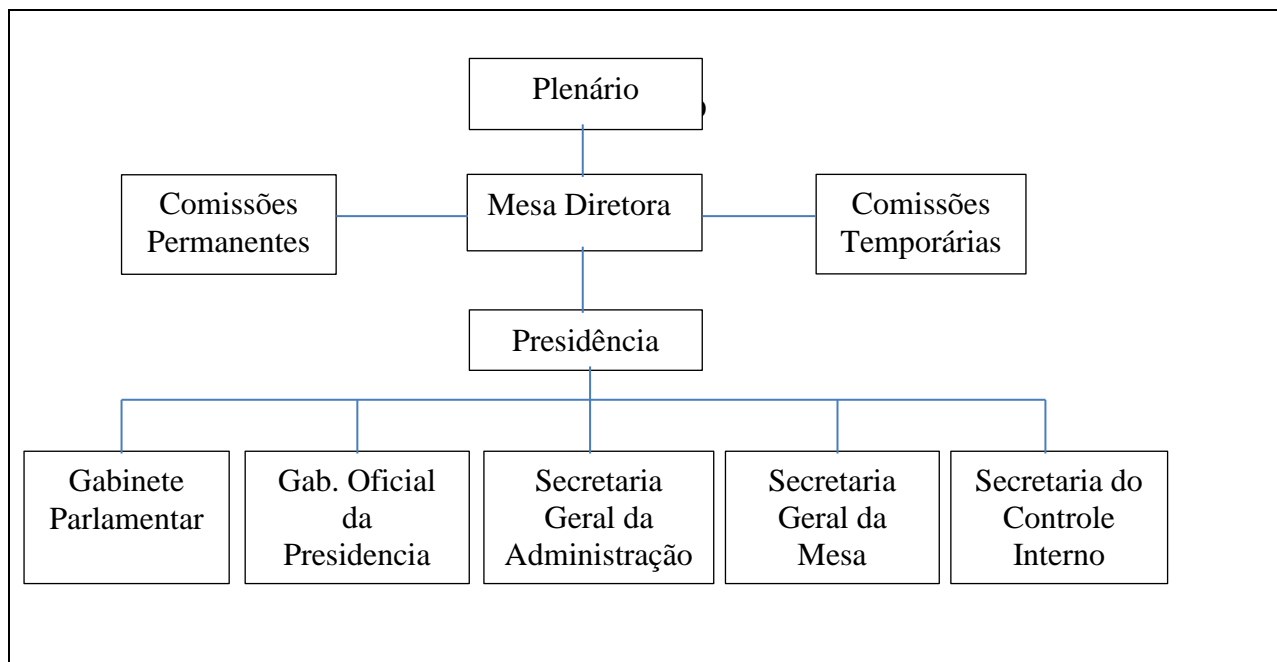 Plenário
Comissões
Permanentes
Mesa Diretora
Comissões
Temporárias
Presidência
Gabinete
Parlamentar
Gab. Oficial
da
Presidencia
Secretaria
Geral da
Administração
Secretaria
Geral da
Mesa
Secretaria do
Controle
Interno